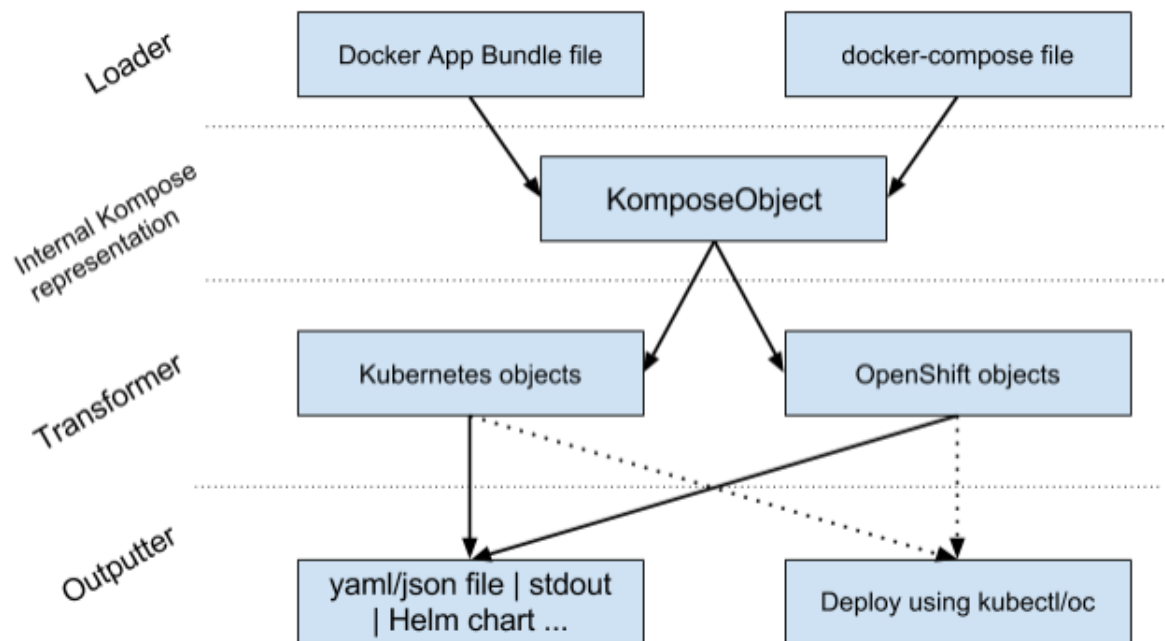 Loader
Docker App Bundle file
docker-compose file
Internal Kompose
representation
KomposeObject
Transformer
Kubernetes objects
OpenShift objects
Outputter
yaml/json file | stdout
| Helm chart ...
Deploy using kubectl/oc